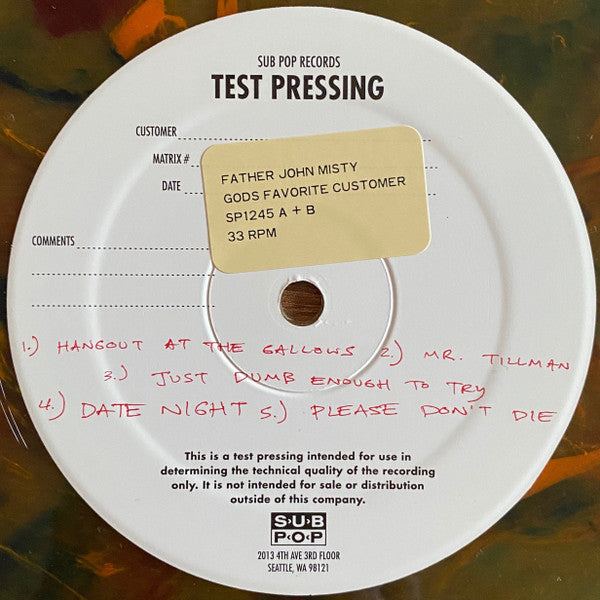 SUB POP RECORDS
TEST PRESSING
CUSTOMER
MATRIX #
DATE
FATHER JOHN MISTY
GODS FAVORITE CUSTOMER
SP1245 A + B
33 RPM
COMMENTS
1.) HANGOUT AT THE GALLOWS 2.) MR. TILLMAN
3.) JUST DUMB ENOUGH TO TRY
4.) DATE NIGHT 5.) PLEASE DON'T DIE
This is a test pressing intended for use in
determining the technical quality of the recording
only. It is not intended for sale or distribution
outside of this company.
SUB
POP
2013 4TH AVE 3RD FLOOR
SEATTLE, WA 98121